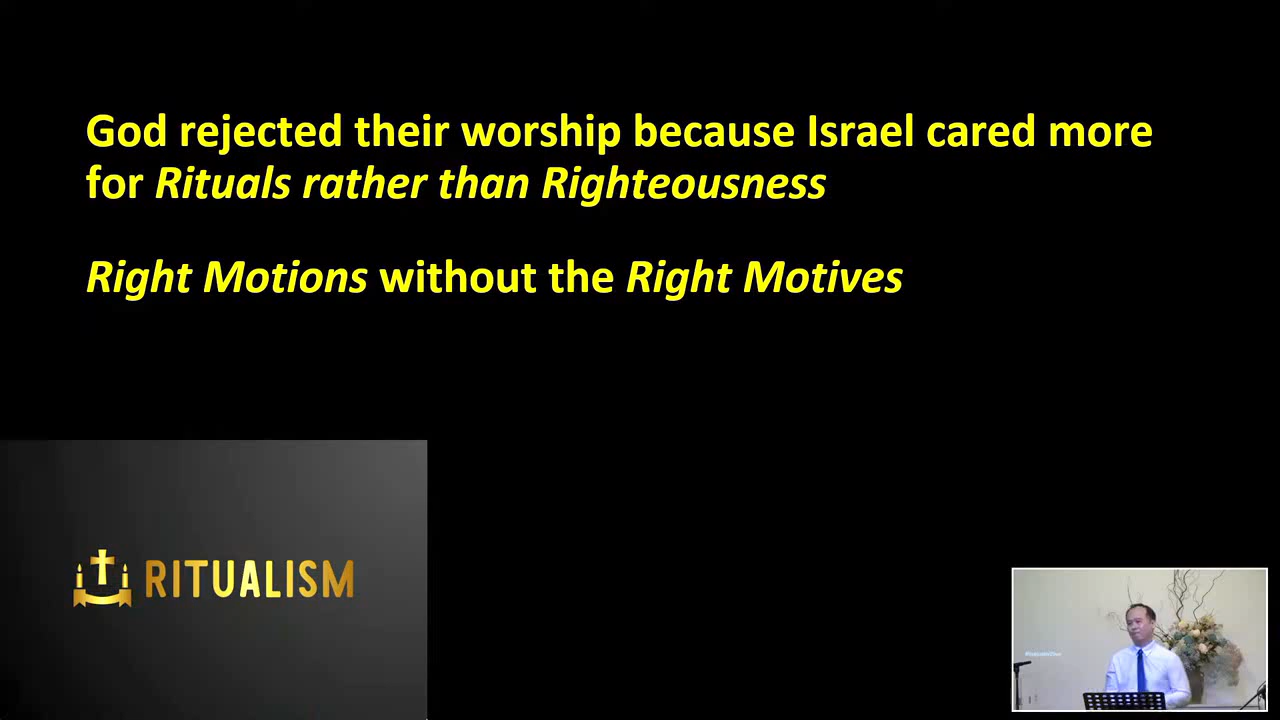 God rejected their worship because Israel cared more
for Rituals rather than Righteousness
Right Motions without the Right Motives
RITUALISM